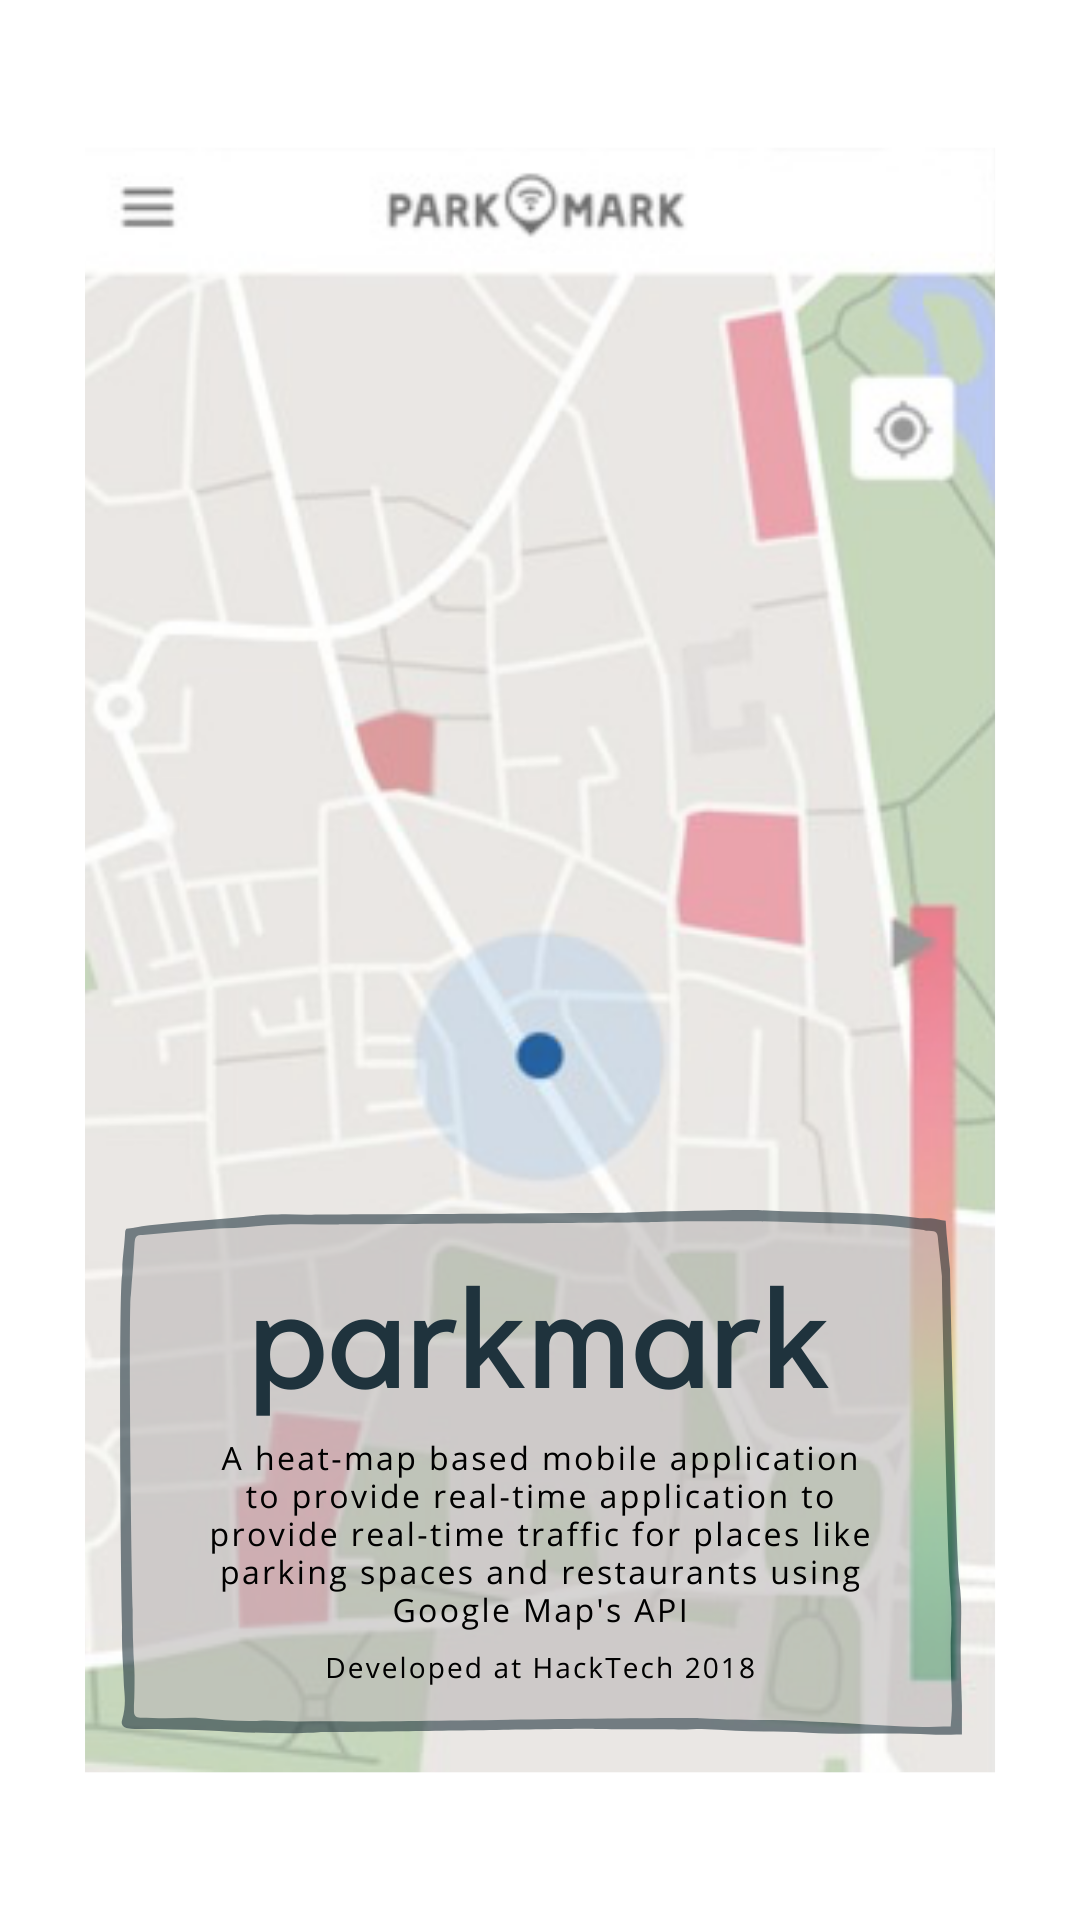 PARK MARK
parkmark
A heat-map based mobile application
to provide real-time application to
provide real-time traffic for places like
parking spaces and restaurants using
Google Map's API
Developed at HackTech 2018